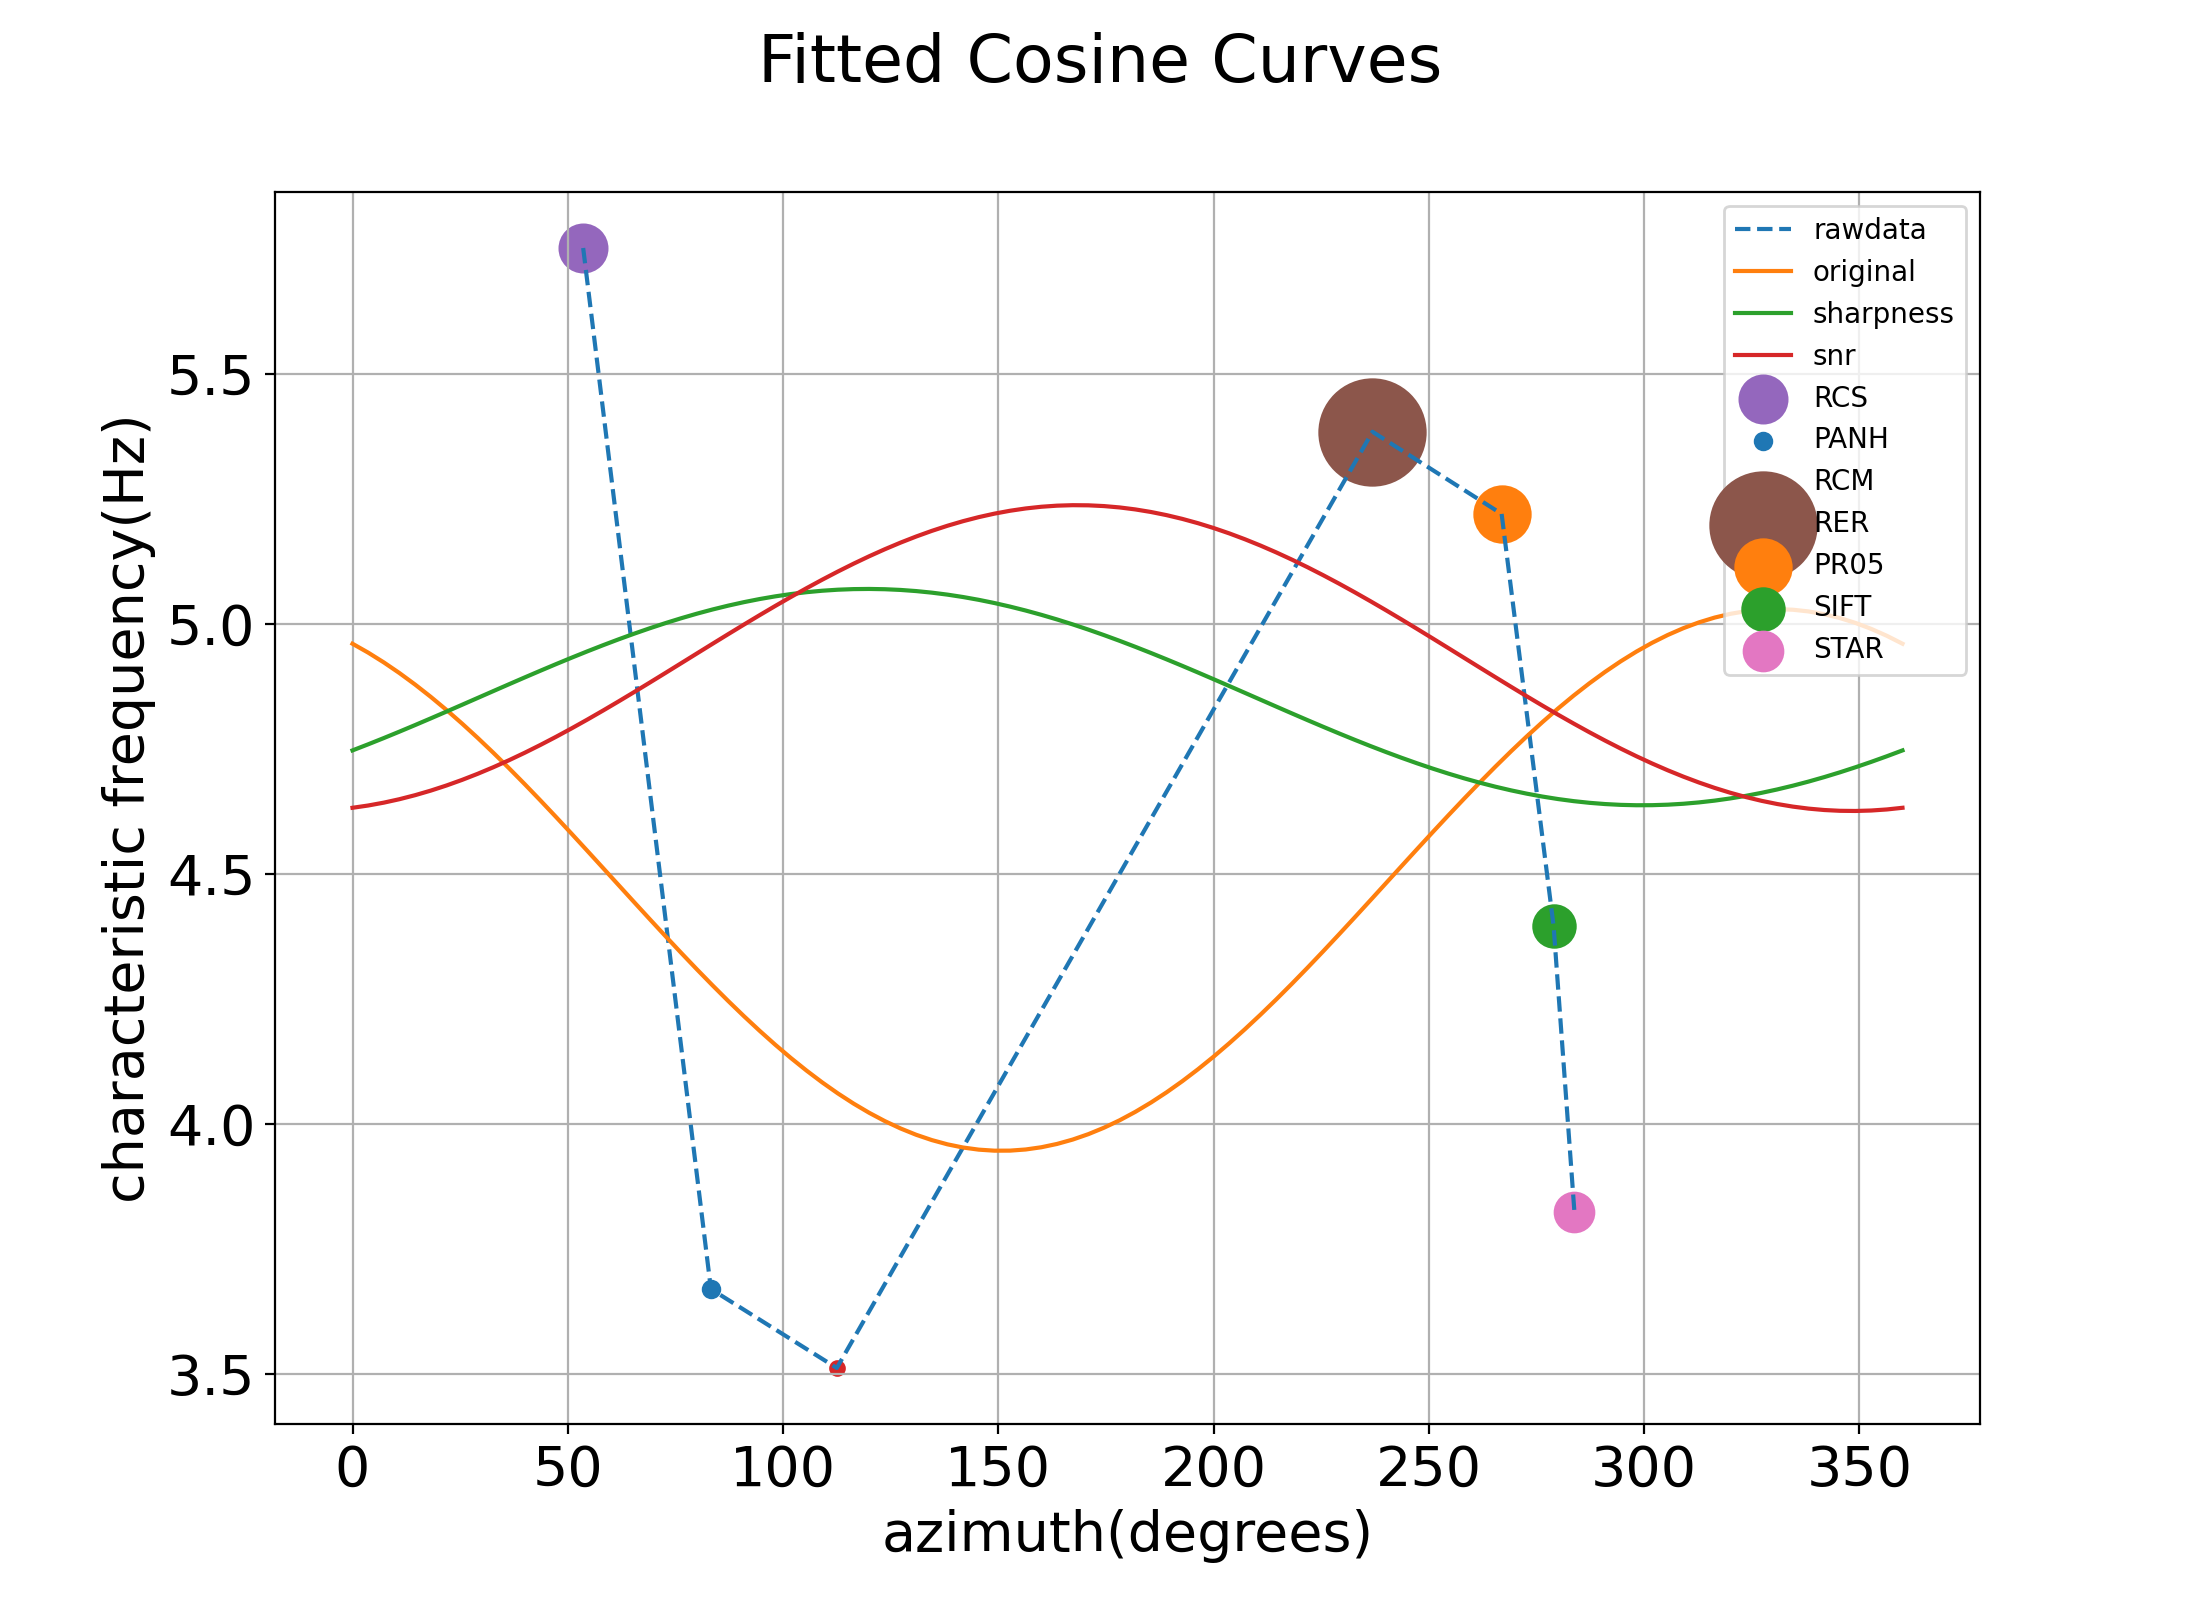 Fitted Cosine Curves
characteristic frequency(Hz)
5.5
5.0
4.5
4.0
3.5
rawdata
original
sharpness
snr
RCS
PANH
RCM
RER
PR05
SIFT
STAR
0 50 100 150 200 250 300 350
azimuth(degrees)